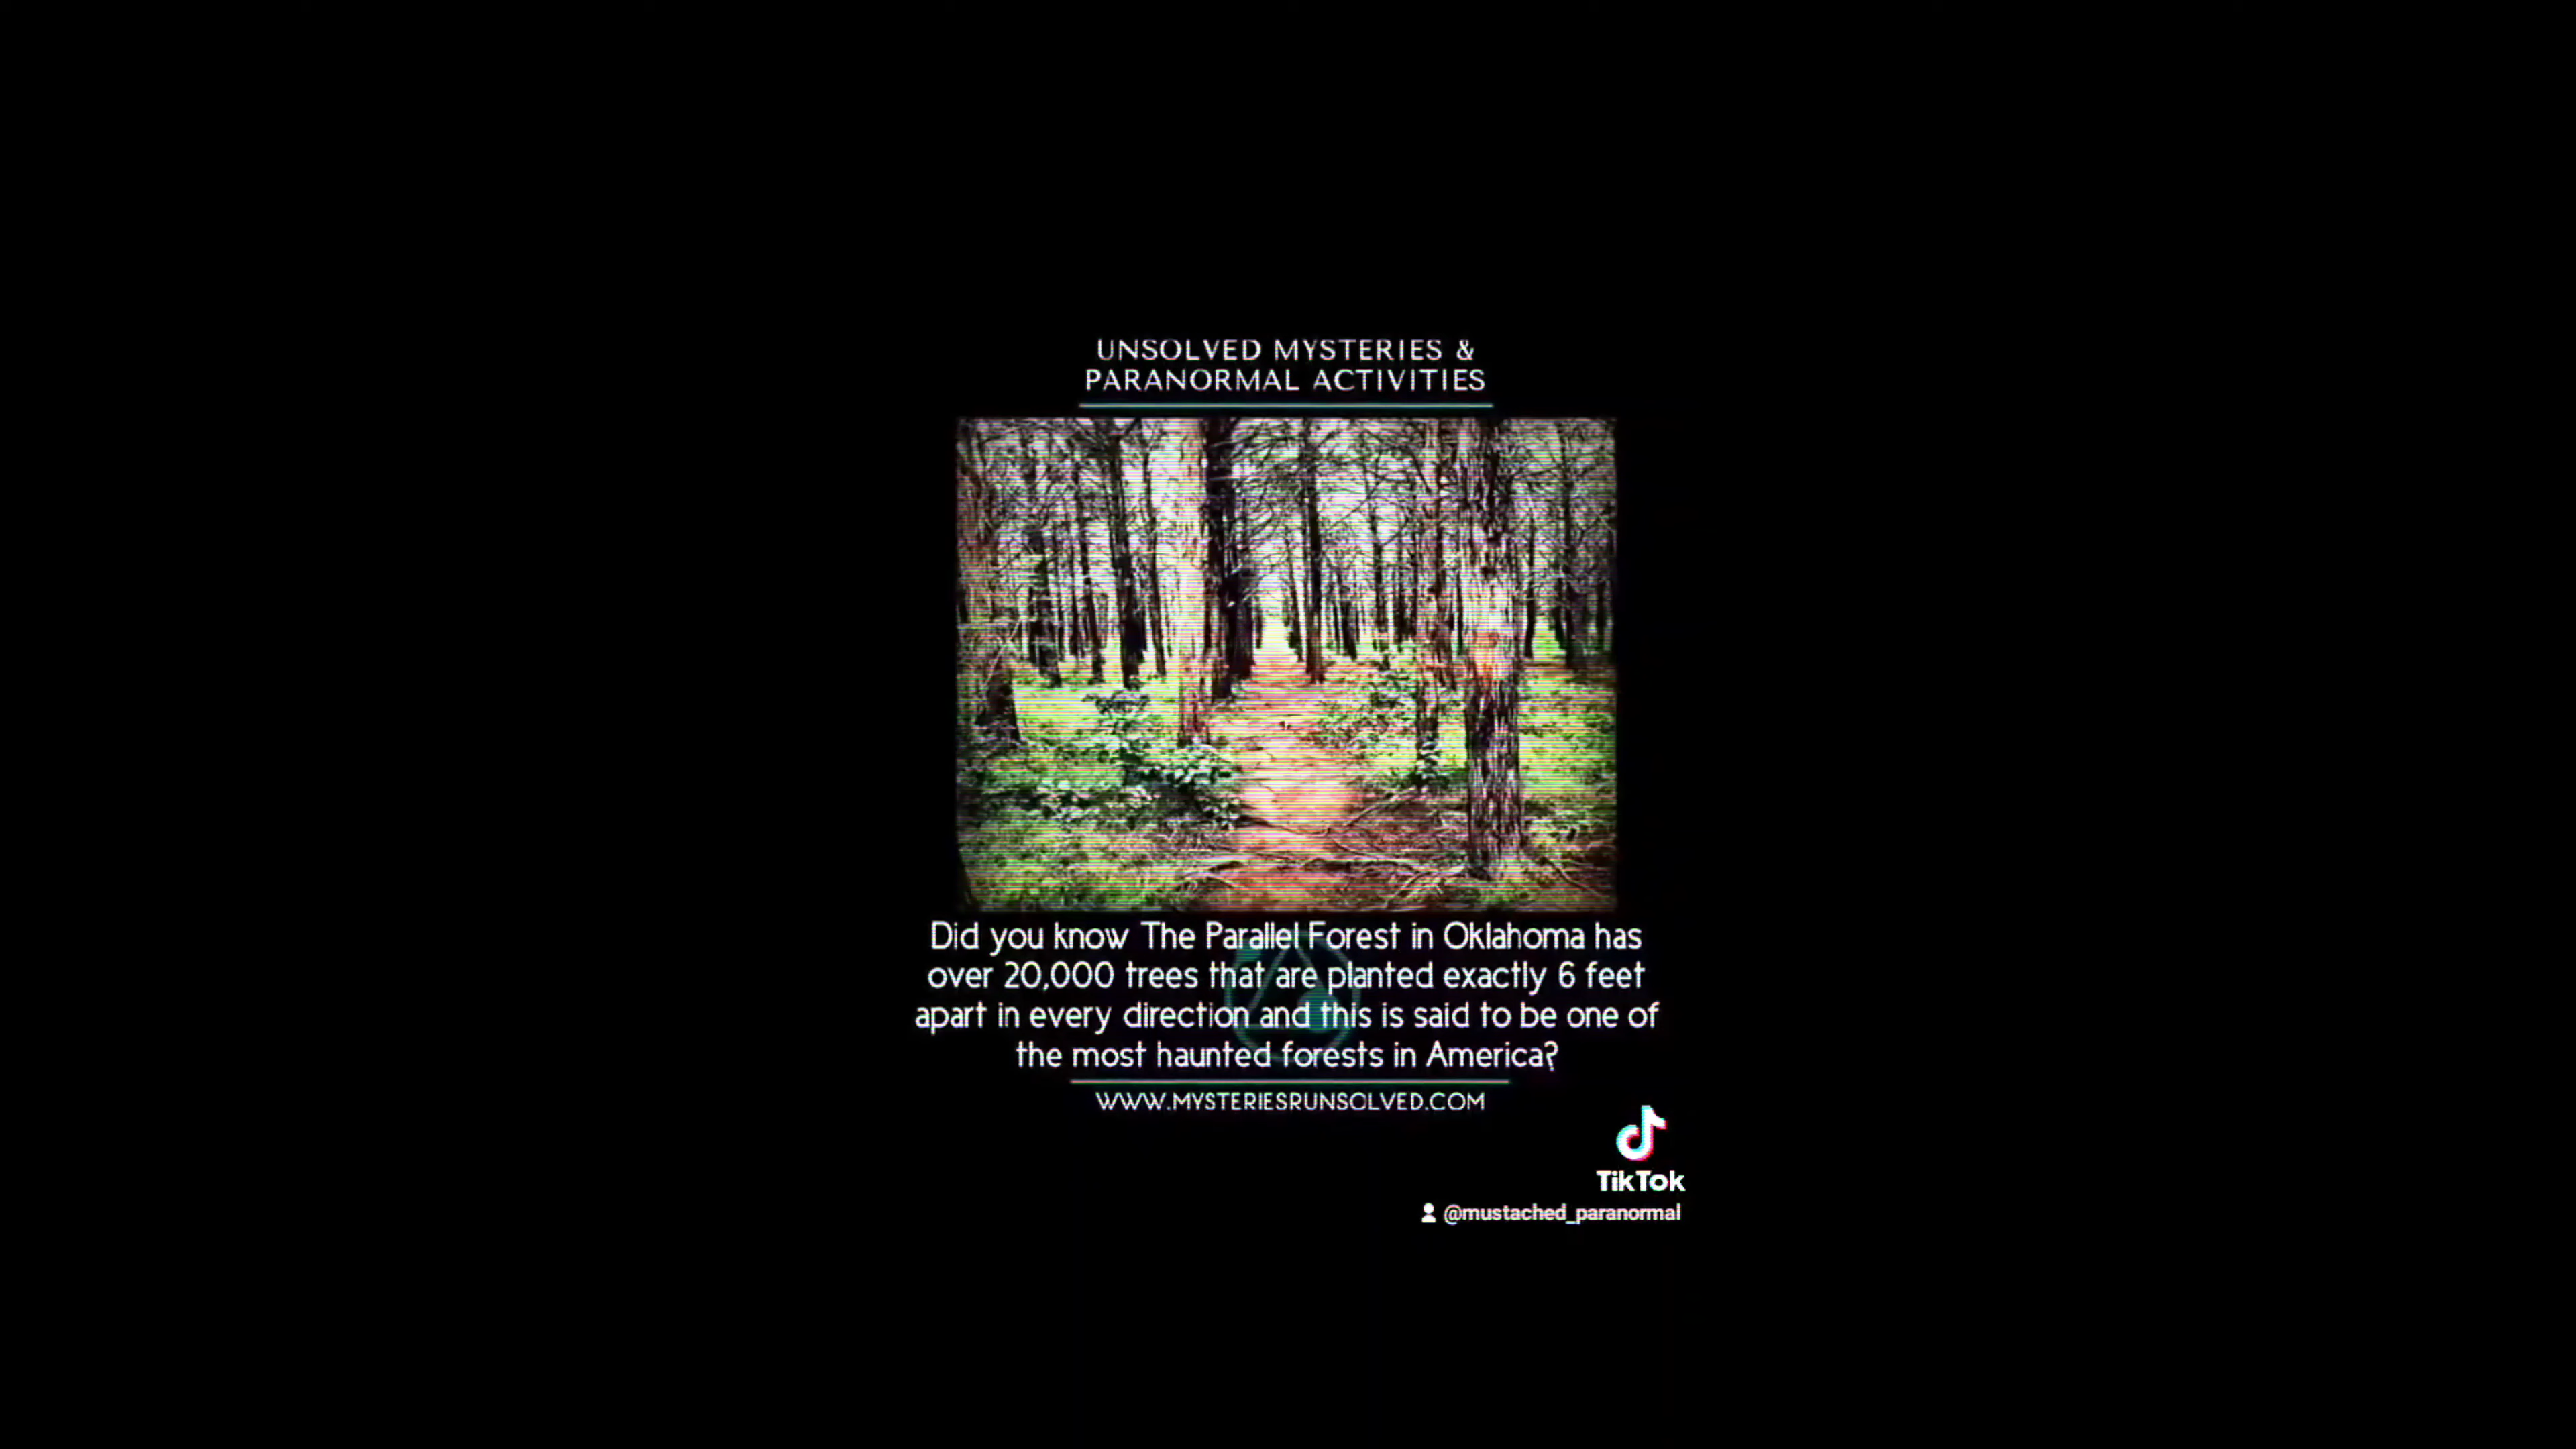 UNSOLVED MYSTERIES &
PARANORMAL ACTIVITIES
Did you know The Parallel Forest in Oklahoma has
over 20,000 trees that are planted exactly 6 feet
apart in every direction and this is said to be one of
the most haunted forests in America?
WWW.MYSTERIESRUNSOLVED.COM
TikTok
@mustached_paranormal